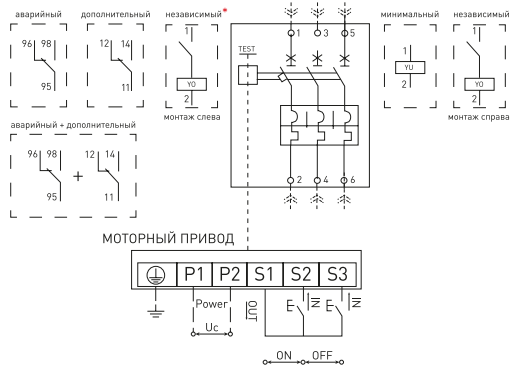 аварийный дополнительный независимый*
96 98
95
12 14
11
1
YO
2
монтаж слева
TEST
1 3 5
2 4 6
минимальный независимый
1
YU
2
1
YO
2
монтаж справа
аварийный + дополнительный
96 98
95
+
12 14
11
МОТОРНЫЙ ПРИВОД
P1 P2 S1 S2 S3
Power
Uc
OUT
IN
IN
ON OFF